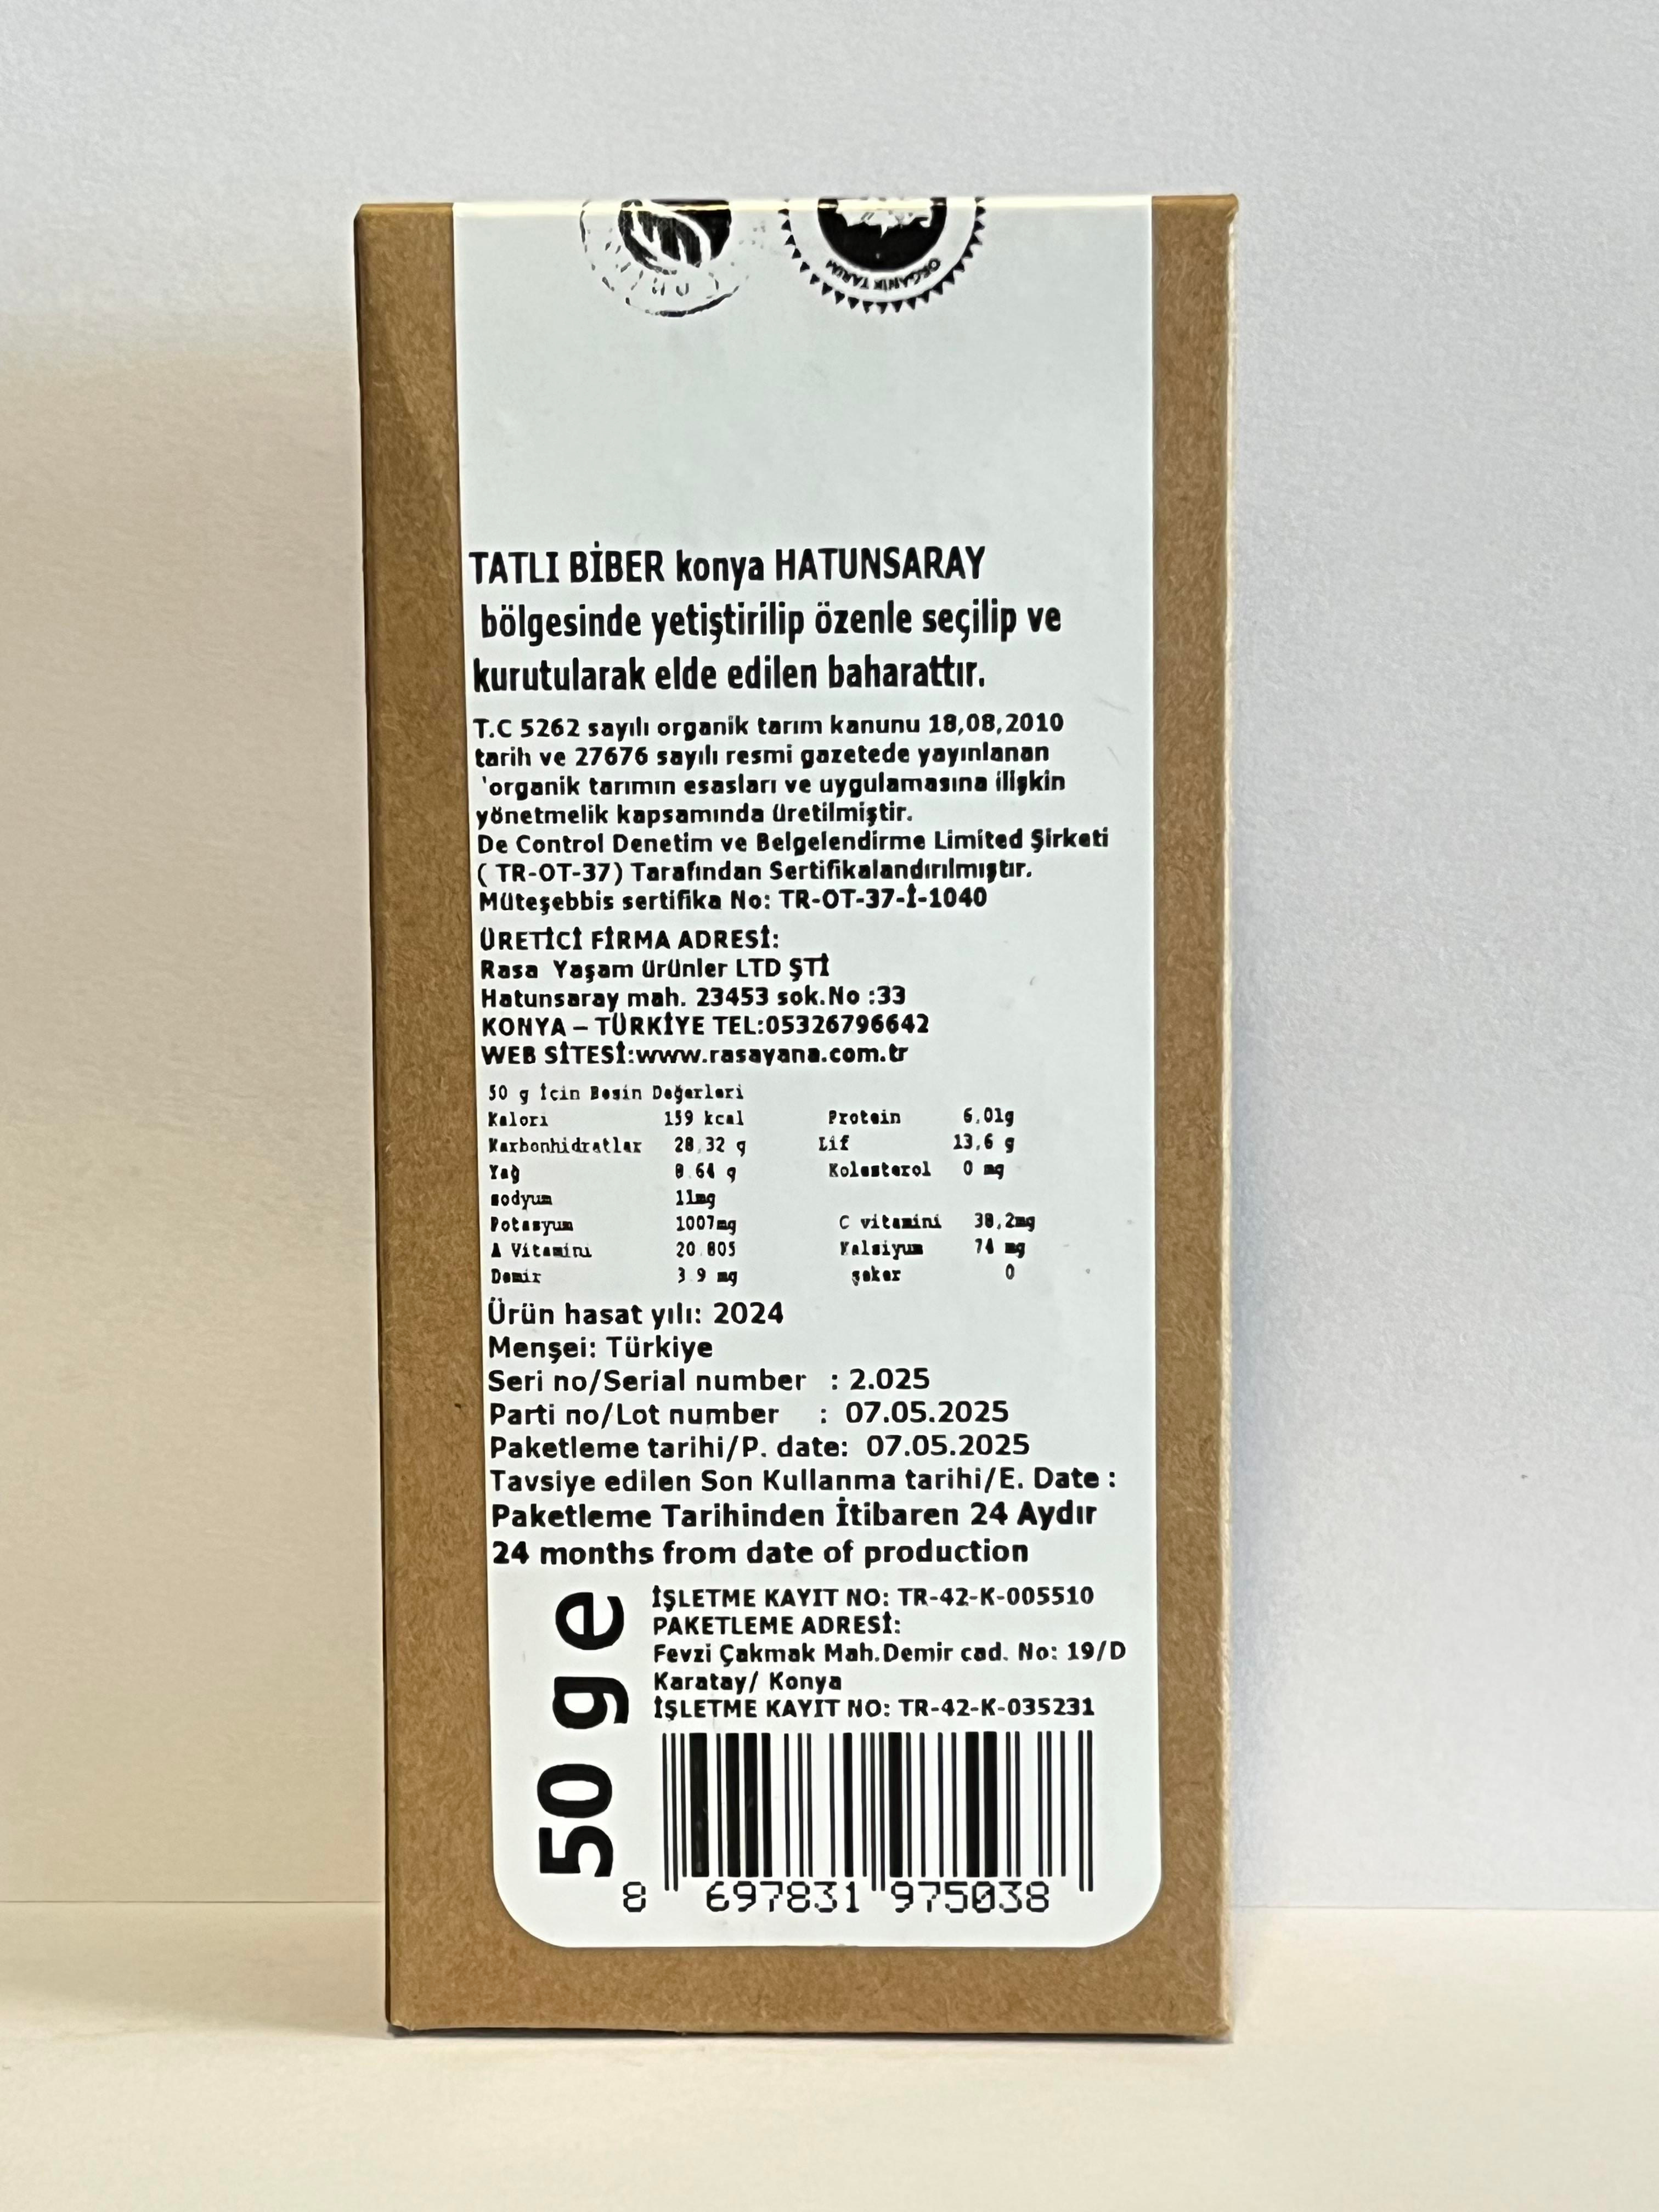 ORGANİK TARIM
TATLI BİBER konya HATUNSARAY
bölgesinde yetiştirilip özenle seçilip ve
kurutularak elde edilen baharattır.
T.C 5262 sayılı organik tarım kanunu 18,08,2010
tarih ve 27676 sayılı resmi gazetede yayınlanan
'organik tarımın esasları ve uygulamasına ilişkin
yönetmelik kapsamında üretilmiştir.
De Control Denetim ve Belgelendirme Limited Şirketi
( TR-OT-37) Tarafından Sertifikalandırılmıştır.
Müteşebbis sertifika No: TR-OT-37-İ-1040
ÜRETİCİ FİRMA ADRESİ:
Rasa Yaşam ürünler LTD ŞTİ
Hatunsaray mah. 23453 sok.No :33
KONYA – TÜRKİYE TEL:05326796642
WEB SİTESİ:www.rasayana.com.tr
50 g İcin Besin Değerleri
Kalori 159 kcal Protein 6,01g
Karbonhidratlar 28,32 g Lif 13,6 g
Yağ 8.64 g Kolesterol 0 mg
sodyum 11mg
Potasyum 1007mg C vitamini 38,2mg
A Vitamini 20.805 Kalsiyum 74 mg
Demir 3.9 mg şeker 0
Ürün hasat yılı: 2024
Menşei: Türkiye
Seri no/Serial number : 2.025
Parti no/Lot number : 07.05.2025
Paketleme tarihi/P. date: 07.05.2025
Tavsiye edilen Son Kullanma tarihi/E. Date :
Paketleme Tarihinden İtibaren 24 Aydır
24 months from date of production
50 g e
İŞLETME KAYIT NO: TR-42-K-005510
PAKETLEME ADRESİ:
Fevzi Çakmak Mah.Demir cad. No: 19/D
Karatay/ Konya
İŞLETME KAYIT NO: TR-42-K-035231
8 697831 975038